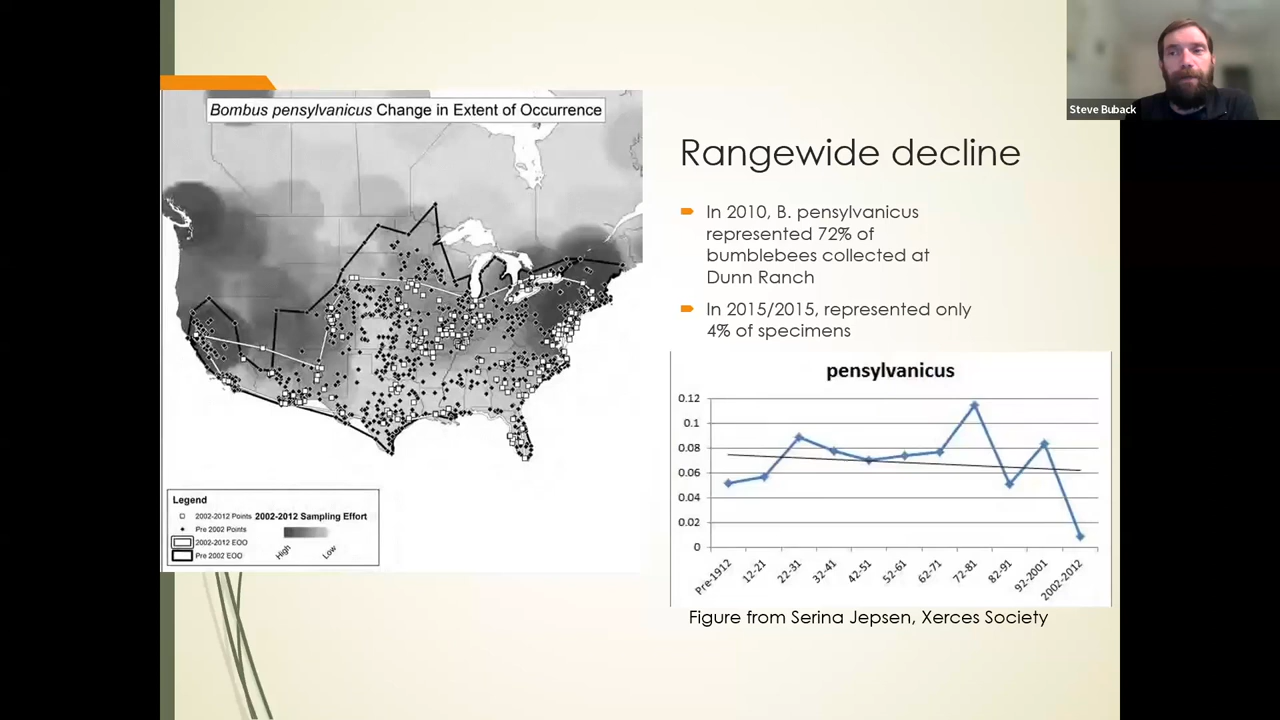 Steve Buback
Bombus pensylvanicus Change in Extent of Occurrence
Legend
2002-2012 Points
2002-2012 Sampling Effort
Pre 2002 Points
2002-2012 EOO
Pre 2002 EOO
High
Low
Rangewide decline
In 2010, B. pensylvanicus
represented 72% of
bumblebees collected at
Dunn Ranch
In 2015/2015, represented only
4% of specimens
pensylvanicus
0.12
0.1
0.08
0.06
0.04
0.02
0
Pre-1912
12-21
22-31
32-41
42-51
52-61
62-71
72-81
82-91
92-2001
2002-2012
Figure from Serina Jepsen, Xerces Society